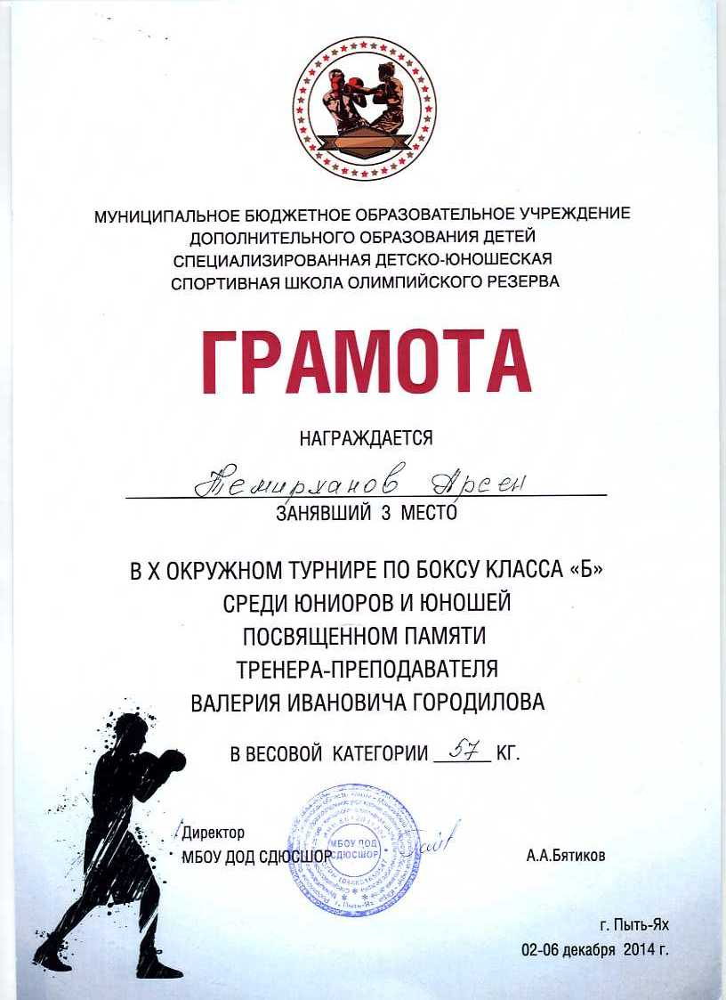 МУНИЦИПАЛЬНОЕ БЮДЖЕТНОЕ ОБРАЗОВАТЕЛЬНОЕ УЧРЕЖДЕНИЕ
ДОПОЛНИТЕЛЬНОГО ОБРАЗОВАНИЯ ДЕТЕЙ
СПЕЦИАЛИЗИРОВАННАЯ ДЕТСКО-ЮНОШЕСКАЯ
СПОРТИВНАЯ ШКОЛА ОЛИМПИЙСКОГО РЕЗЕРВА
ГРАМОТА
НАГРАЖДАЕТСЯ
Темирханов Арсен
ЗАНЯВШИЙ 3 МЕСТО
В X ОКРУЖНОМ ТУРНИРЕ ПО БОКСУ КЛАССА «Б»
СРЕДИ ЮНИОРОВ И ЮНОШЕЙ
ПОСВЯЩЕННОМ ПАМЯТИ
ТРЕНЕРА-ПРЕПОДАВАТЕЛЯ
ВАЛЕРИЯ ИВАНОВИЧА ГОРОДИЛОВА
В ВЕСОВОЙ КАТЕГОРИИ 57 КГ.
Директор
МБОУ ДОД СДЮСШОР
МБОУ ДОД
СДЮСШОР
А.А.Бятиков
г. Пыть-Ях
02-06 декабря 2014 г.